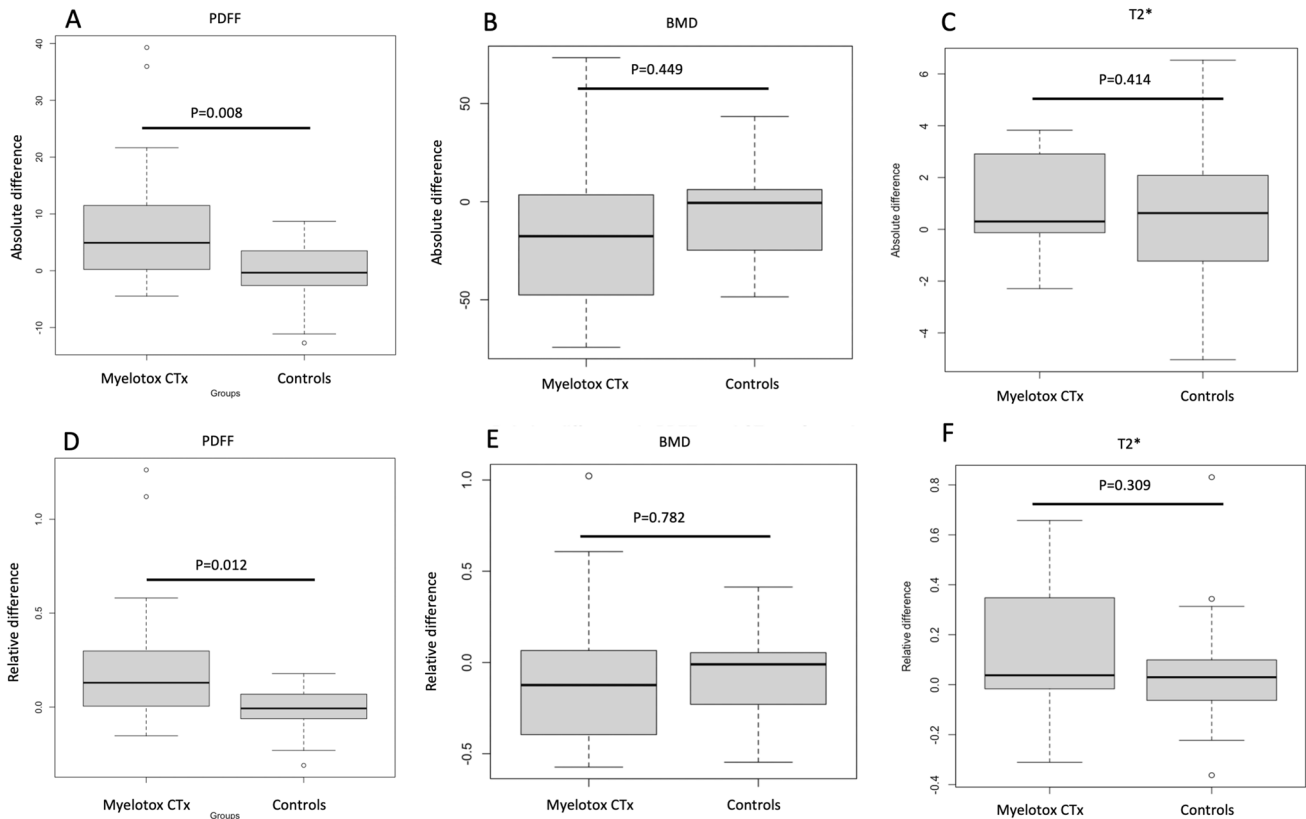 A
PDFF
Absolute difference
40
30
20
10
0
-10
P=0.008
Myelotox CTx
Controls
Groups
B
BMD
Absolute difference
50
0
-50
P=0.449
Myelotox CTx
Controls
C
T2*
Absolute difference
6
4
2
0
-2
-4
P=0.414
Myelotox CTx
Controls
D
PDFF
Relative difference
1.0
0.5
0.0
P=0.012
Myelotox CTx
Controls
Groups
E
BMD
Relative difference
1.0
0.5
0.0
-0.5
P=0.782
Myelotox CTx
Controls
F
T2*
Relative difference
0.8
0.6
0.4
0.2
0.0
-0.2
-0.4
P=0.309
Myelotox CTx
Controls